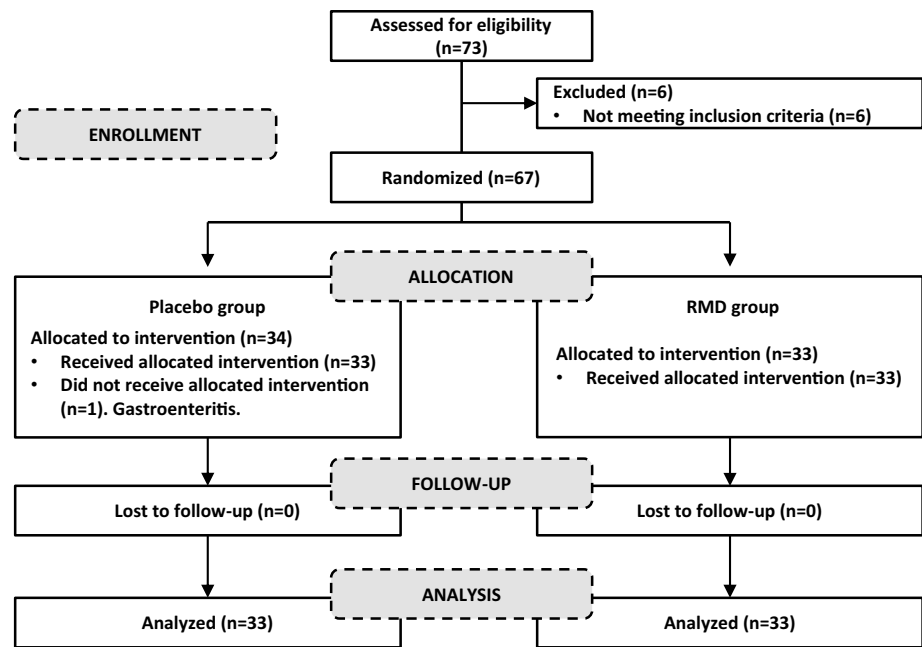 Assessed for eligibility
(n=73)
Excluded (n=6)
• Not meeting inclusion criteria (n=6)
ENROLLMENT
Randomized (n=67)
ALLOCATION
Placebo group
Allocated to intervention (n=34)
• Received allocated intervention (n=33)
• Did not receive allocated intervention
(n=1). Gastroenteritis.
RMD group
Allocated to intervention (n=33)
• Received allocated intervention (n=33)
FOLLOW-UP
Lost to follow-up (n=0)
Lost to follow-up (n=0)
ANALYSIS
Analyzed (n=33)
Analyzed (n=33)